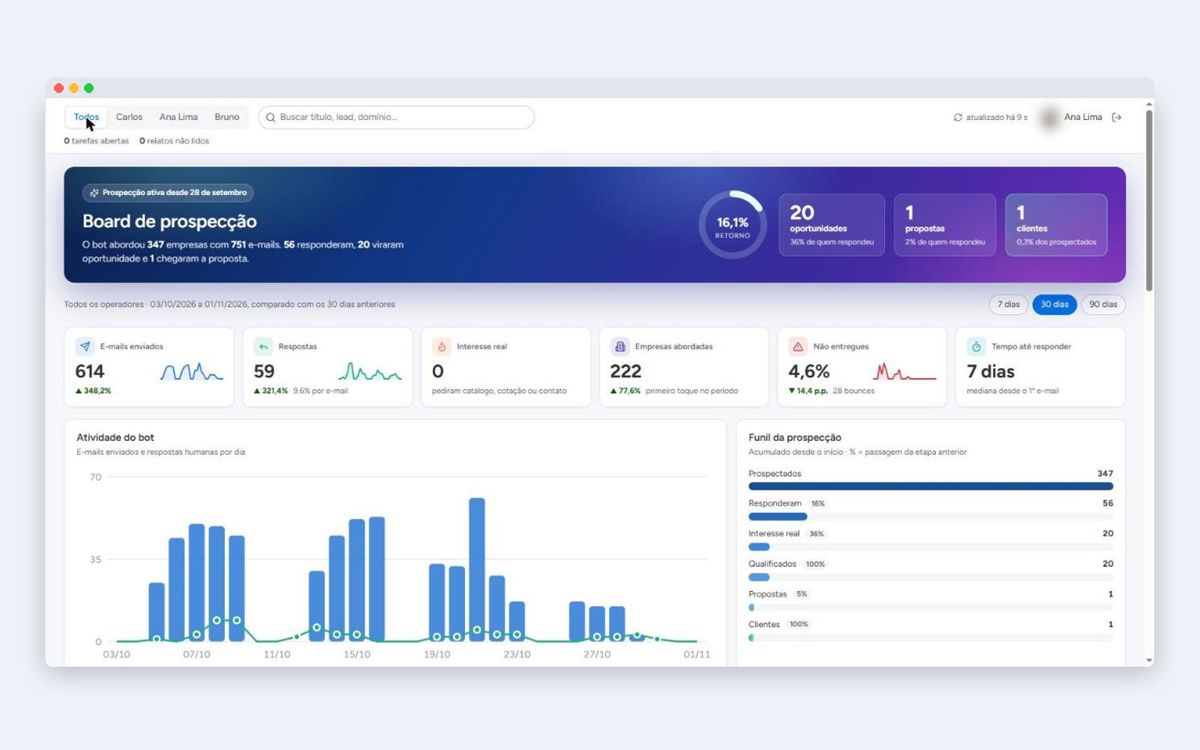 Todos Carlos Ana Lima Bruno Buscar título, lead, domínio... atualizado há 9 s Ana Lima
0 tarefas abertas 0 relatos não lidos
Prospecção ativa desde 28 de setembro
Board de prospecção
O bot abordou 347 empresas com 751 e-mails. 56 responderam, 20 viraram
oportunidade e 1 chegaram a proposta.
16,1%
RETORNO
20
oportunidades
36% de quem respondeu
1
propostas
2% de quem respondeu
1
clientes
0,3% dos prospectados
Todos os operadores · 03/10/2026 a 01/11/2026, comparado com os 30 dias anteriores
7 dias 30 dias 90 dias
E-mails enviados
614
▲ 348,2%
Respostas
59
▲ 321,4% 9,6% por e-mail
Interesse real
0
pediram catálogo, cotação ou contato
Empresas abordadas
222
▲ 77,6% primeiro toque no período
Não entregues
4,6%
▼ 14,4 p.p. 28 bounces
Tempo até responder
7 dias
mediana desde o 1º e-mail
Atividade do bot
E-mails enviados e respostas humanas por dia
70
35
0
03/10 07/10 11/10 15/10 19/10 23/10 27/10 01/11
Funil da prospecção
Acumulado desde o início · % = passagem da etapa anterior
Prospectados 347
Responderam 16% 56
Interesse real 36% 20
Qualificados 100% 20
Propostas 5% 1
Clientes 100% 1